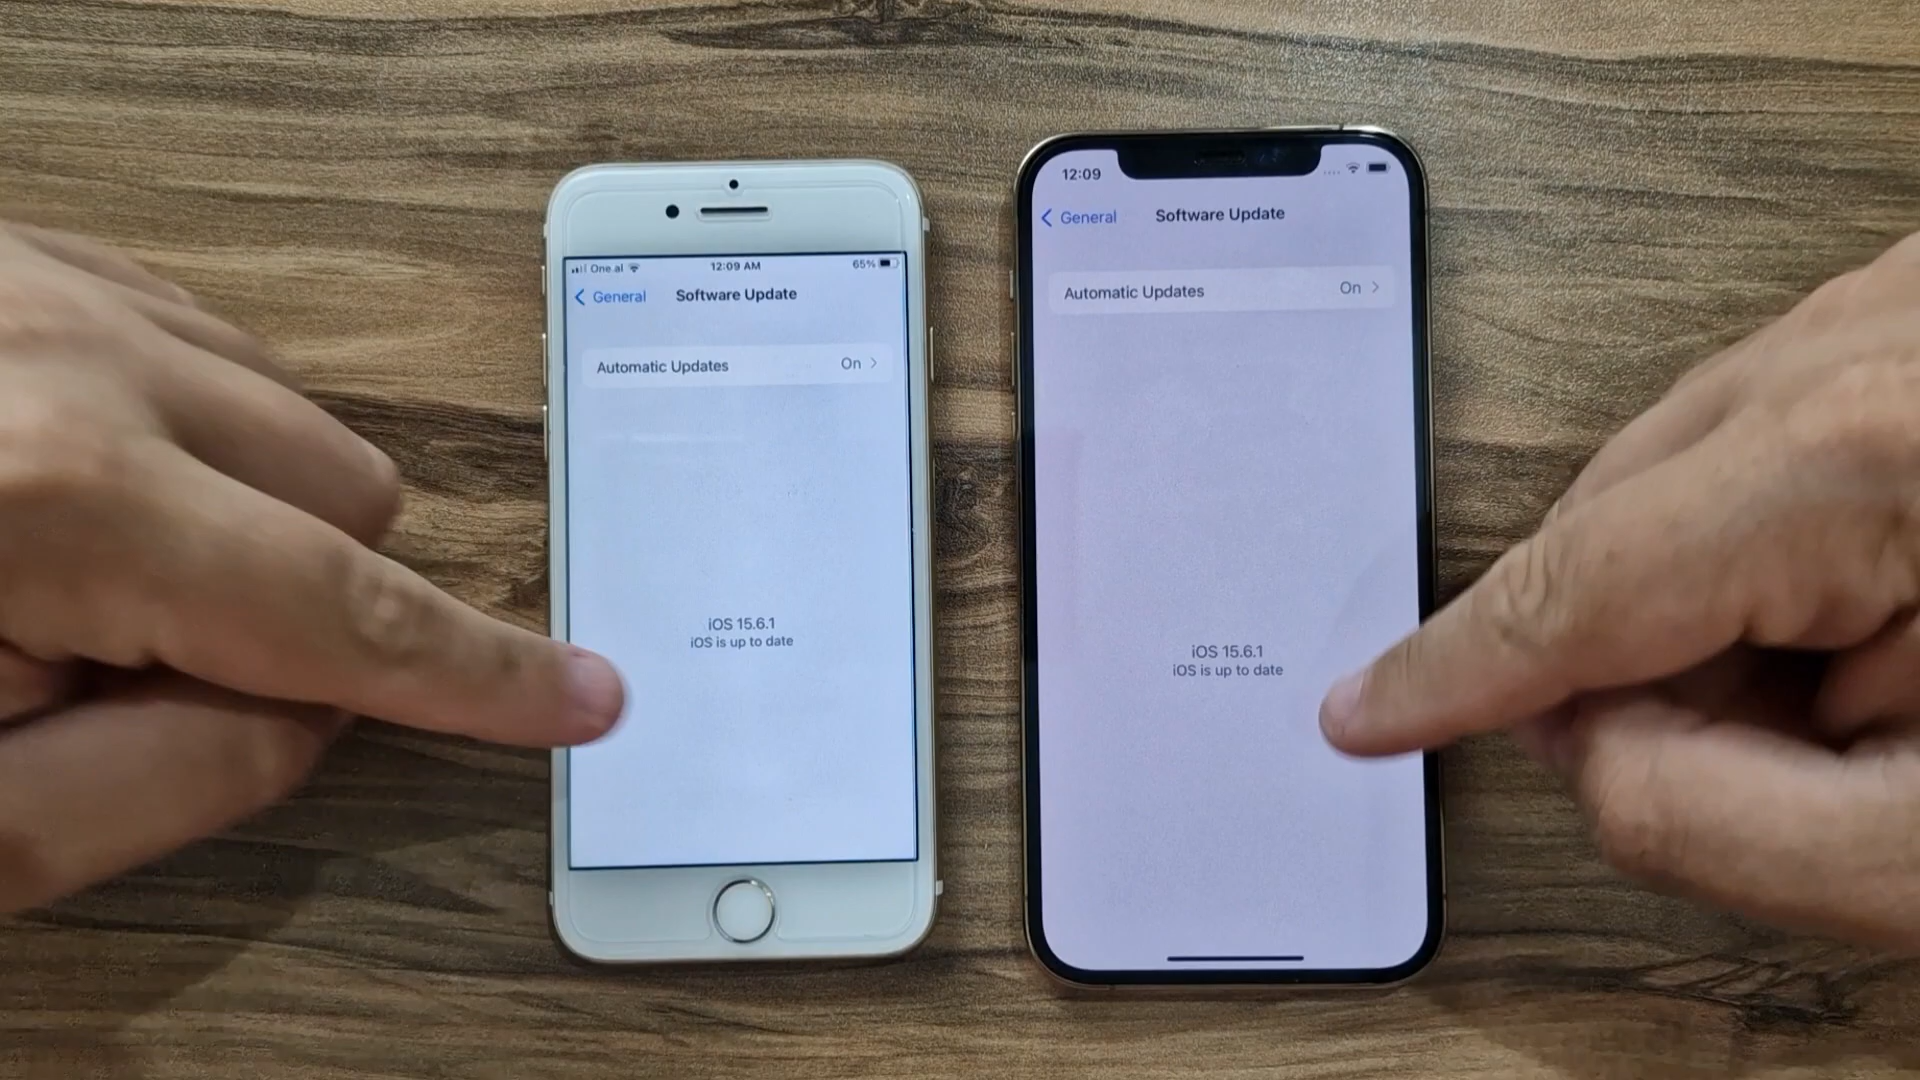 One.al 12:09 AM 65%
General Software Update
Automatic Updates On
iOS 15.6.1
iOS is up to date
12:09
General Software Update
Automatic Updates On
iOS 15.6.1
iOS is up to date